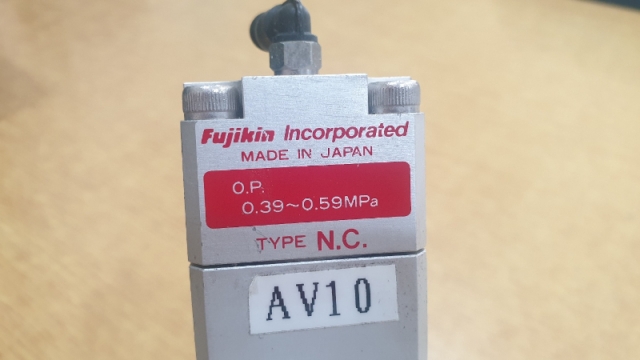 Fujikin Incorporated
MADE IN JAPAN
O.P.
0.39~0.59MPa
TYPE N.C.
AV10